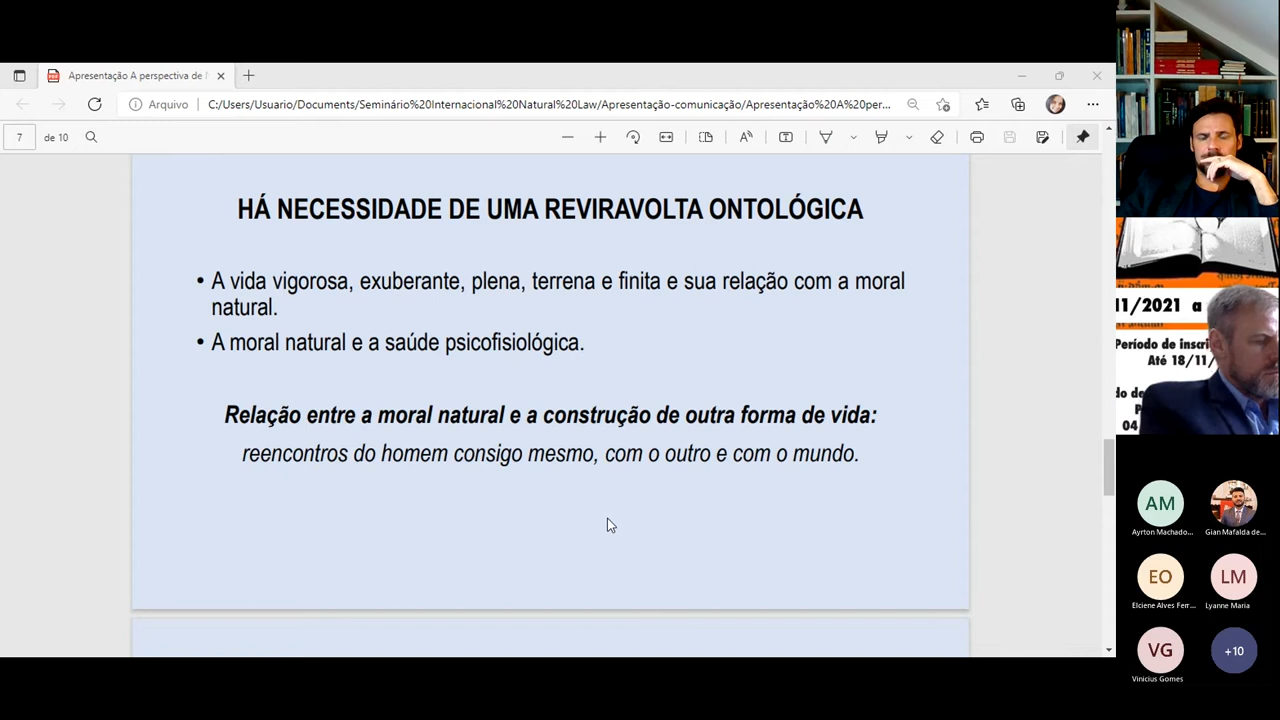 Apresentação A perspectiva de
Arquivo
C:/Users/Usuario/Documents/Seminário%20Internacional%20Natural%20Law/Apresentação-comunicação/Apresentação%20A%20per...
7
de 10
HÁ NECESSIDADE DE UMA REVIRAVOLTA ONTOLÓGICA
• A vida vigorosa, exuberante, plena, terrena e finita e sua relação com a moral
natural.
• A moral natural e a saúde psicofisiológica.
Relação entre a moral natural e a construção de outra forma de vida:
reencontros do homem consigo mesmo, com o outro e com o mundo.
11/2021 a
Período de inscri
Até 18/11/
do de
P
04
AM
Ayrton Machado...
Gian Mafalda de...
EO
Elciene Alves Ferr...
LM
Lyanne Maria
VG
Vinicius Gomes
+10